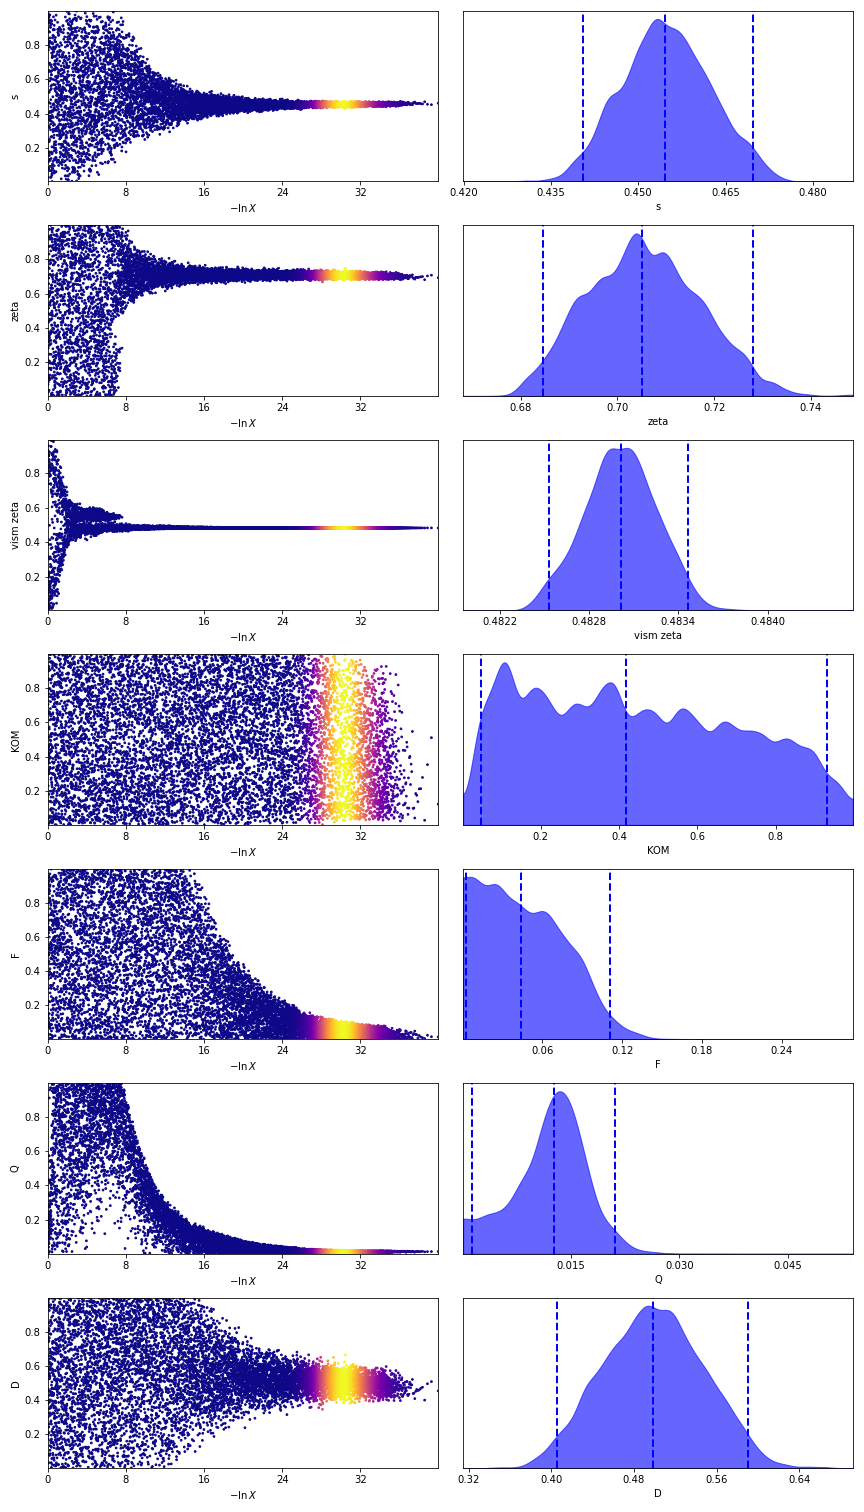 0.8
0.6
0.4
0.2
s
0 8 16 24 32
−ln X
0.420 0.435 0.450 0.465 0.480
s
0.8
0.6
0.4
0.2
zeta
0 8 16 24 32
−ln X
0.68 0.70 0.72 0.74
zeta
0.8
0.6
0.4
0.2
vism zeta
0 8 16 24 32
−ln X
0.4822 0.4828 0.4834 0.4840
vism zeta
0.8
0.6
0.4
0.2
KOM
0 8 16 24 32
−ln X
0.2 0.4 0.6 0.8
KOM
0.8
0.6
0.4
0.2
F
0 8 16 24 32
−ln X
0.06 0.12 0.18 0.24
F
0.8
0.6
0.4
0.2
Q
0 8 16 24 32
−ln X
0.015 0.030 0.045
Q
0.8
0.6
0.4
0.2
D
0 8 16 24 32
−ln X
0.32 0.40 0.48 0.56 0.64
D